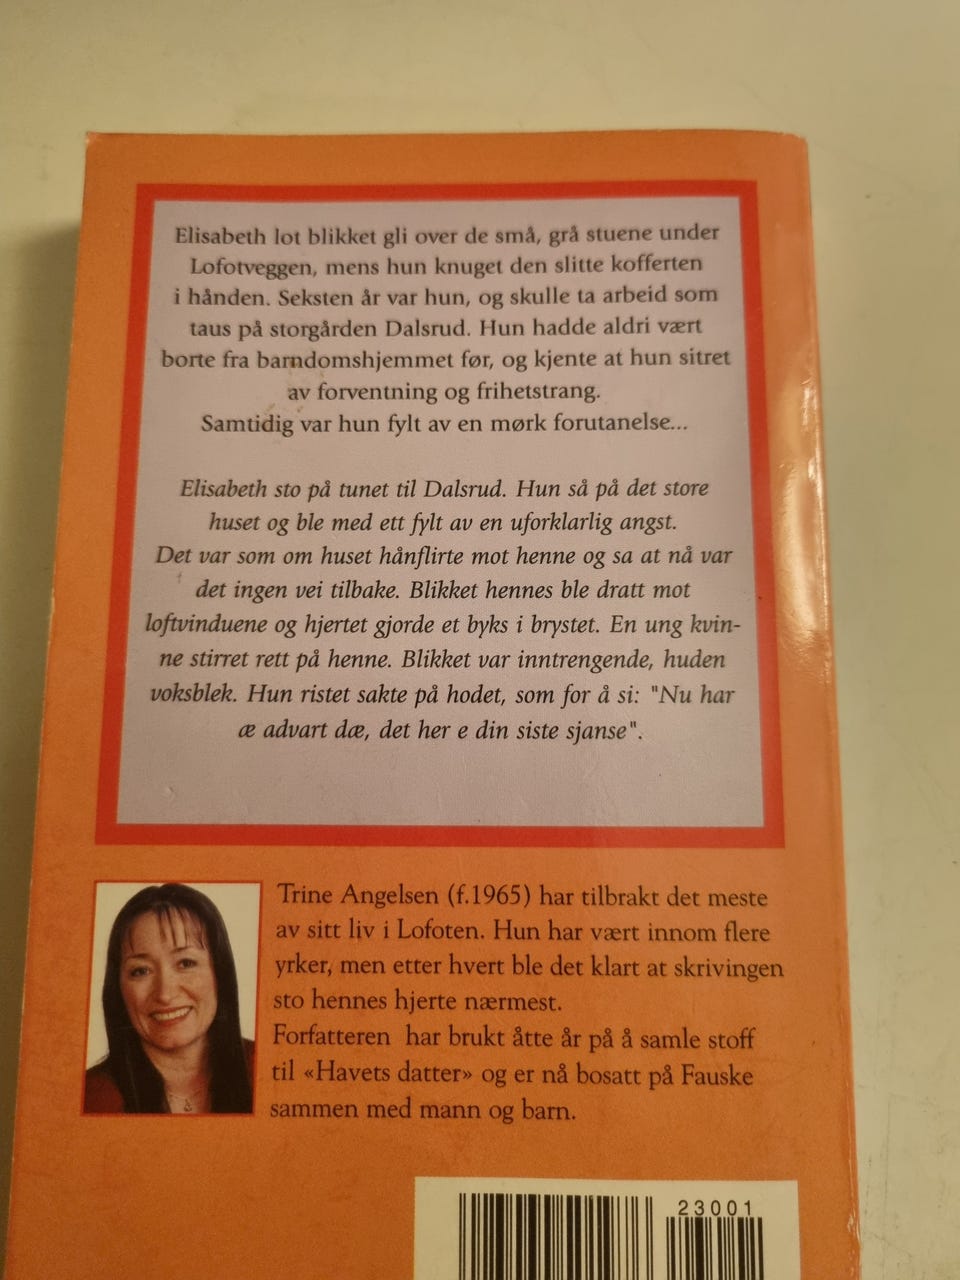 Elisabeth lot blikket gli over de små, grå stuene under
Lofotveggen, mens hun knuget den slitte kofferten
i hånden. Seksten år var hun, og skulle ta arbeid som
taus på storgården Dalsrud. Hun hadde aldri vært
borte fra barndomshjemmet før, og kjente at hun sitret
av forventning og frihetstrang.
Samtidig var hun fylt av en mørk forutanelse...
Elisabeth sto på tunet til Dalsrud. Hun så på det store
huset og ble med ett fylt av en uforklarlig angst.
Det var som om huset hånflirte mot henne og sa at nå var
det ingen vei tilbake. Blikket hennes ble dratt mot
loftvinduene og hjertet gjorde et byks i brystet. En ung kvin-
ne stirret rett på henne. Blikket var inntrengende, huden
voksblek. Hun ristet sakte på hodet, som for å si: "Nu har
æ advart dæ, det her e din siste sjanse".
Trine Angelsen (f.1965) har tilbrakt det meste
av sitt liv i Lofoten. Hun har vært innom flere
yrker, men etter hvert ble det klart at skrivingen
sto hennes hjerte nærmest.
Forfatteren har brukt åtte år på å samle stoff
til «Havets datter» og er nå bosatt på Fauske
sammen med mann og barn.
23001